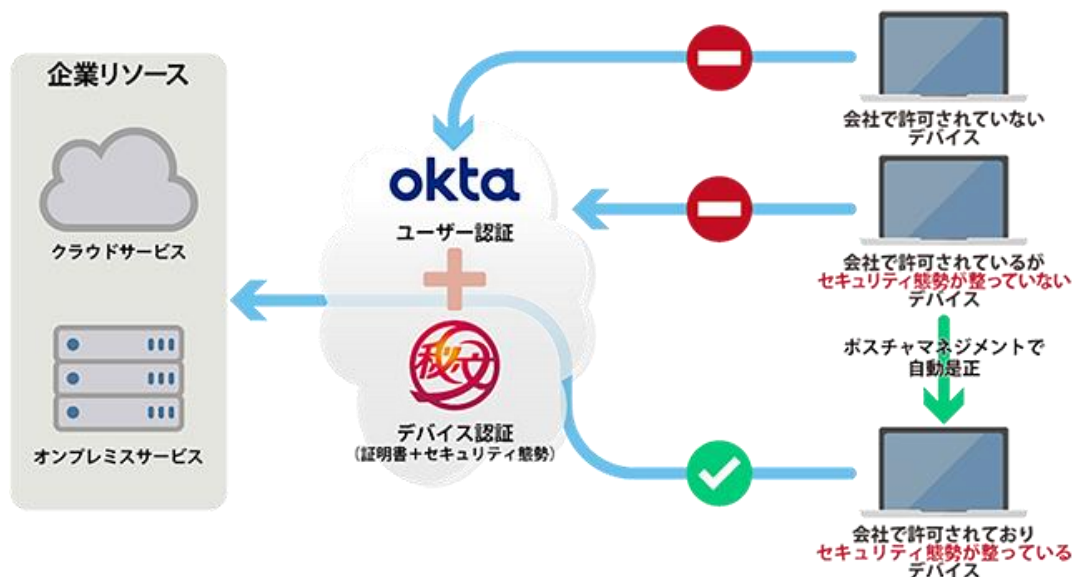 企業リソース
クラウドサービス
オンプレミスサービス
okta
ユーザー認証
秘文
デバイス認証
(証明書+セキュリティ態勢)
会社で許可されていない
デバイス
会社で許可されているが
セキュリティ態勢が整っていない
デバイス
ポスチャマネジメントで
自動是正
会社で許可されており
セキュリティ態勢が整っている
デバイス